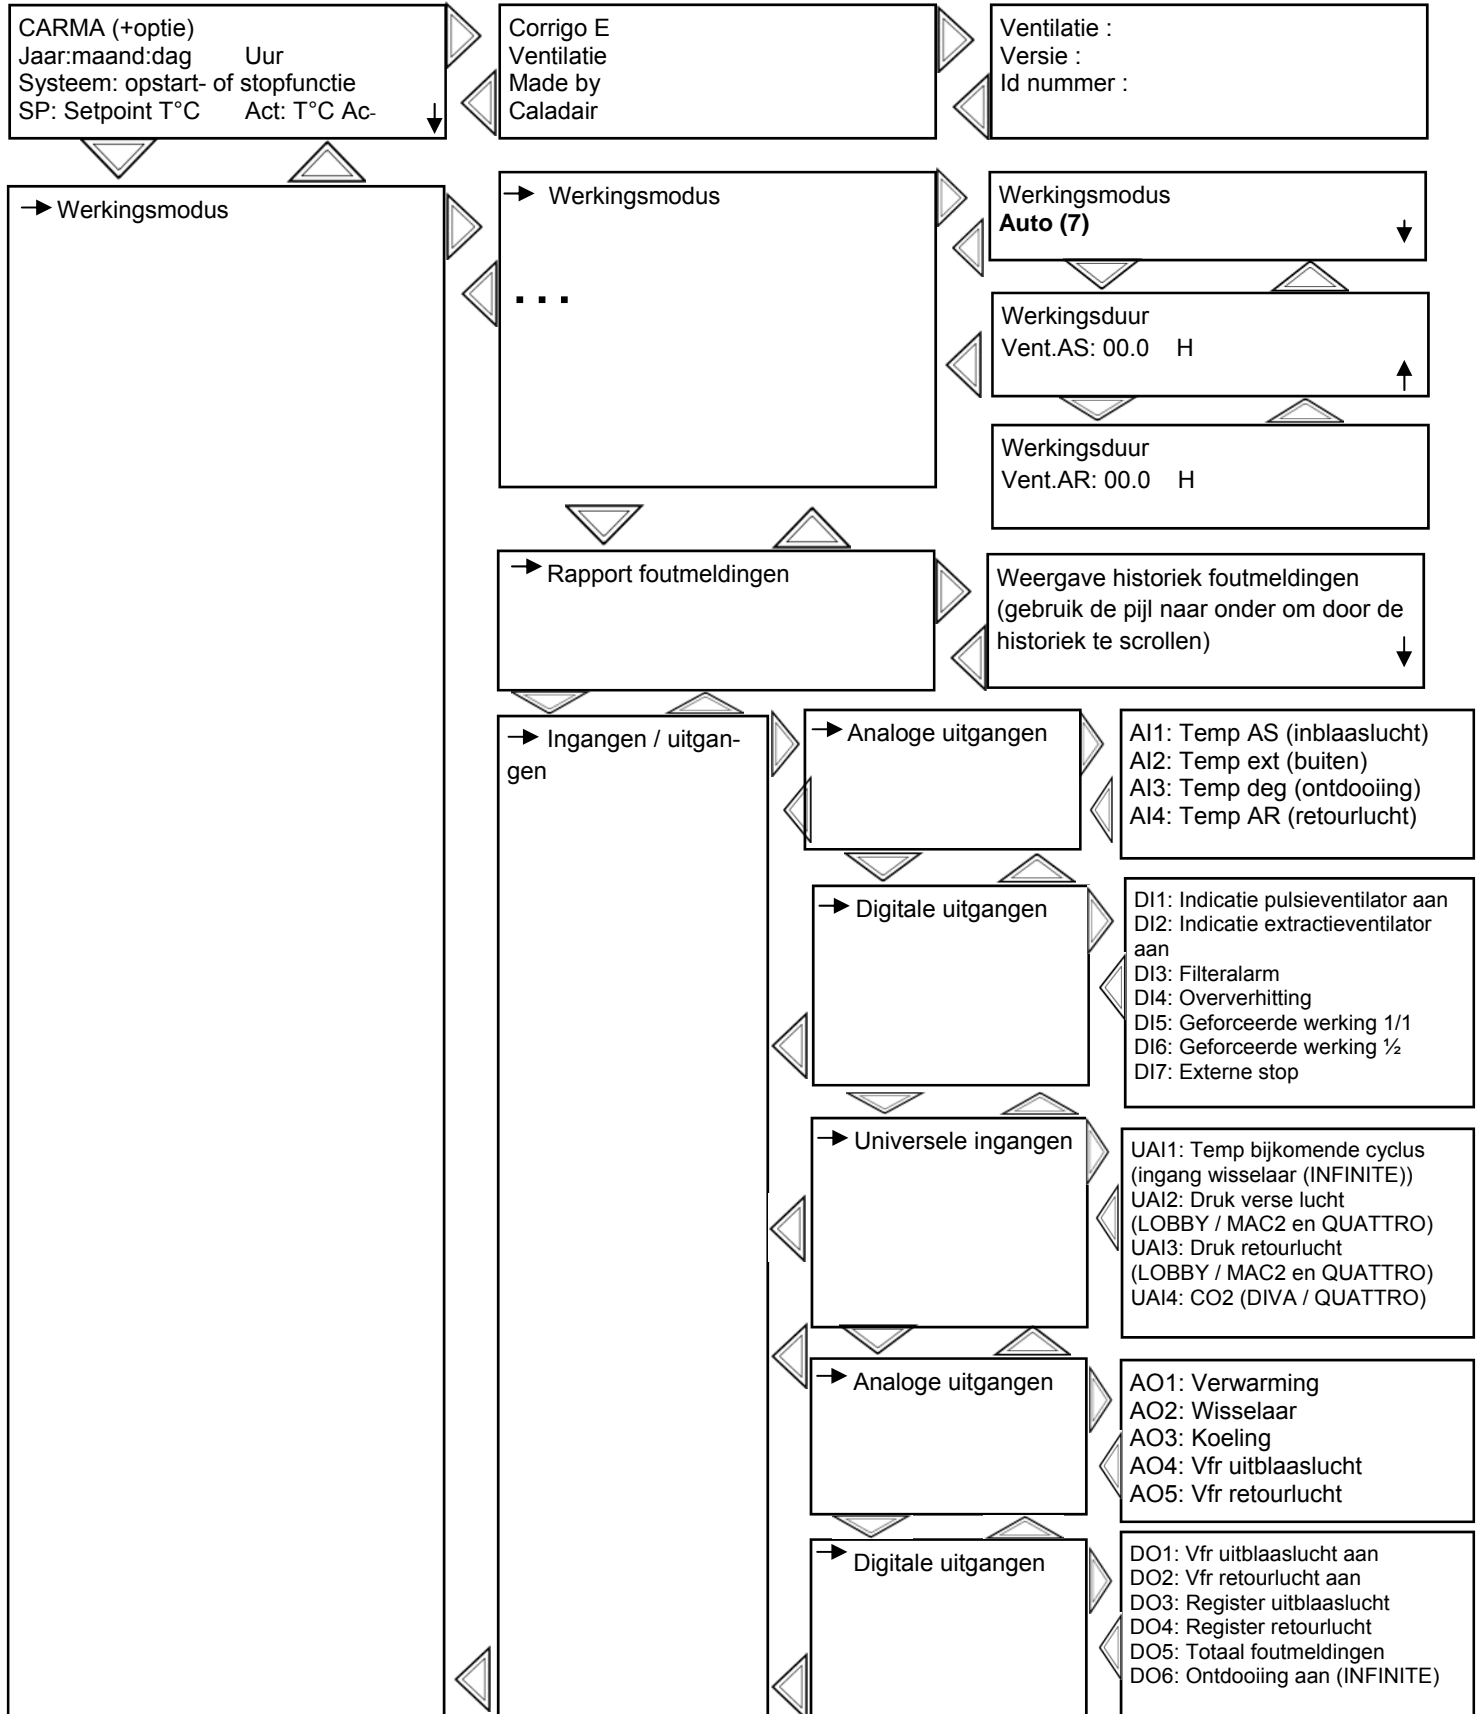 CARMA (+optie)
Jaar:maand:dag Uur
Systeem: opstart- of stopfunctie
SP: Setpoint T°C Act: T°C Ac-
Corrigo E
Ventilatie
Made by
Caladair
Ventilatie :
Versie :
Id nummer :
Werkingsmodus
Werkingsmodus
...
Werkingsmodus
Auto (7)
Werkingsduur
Vent.AS: 00.0 H
Werkingsduur
Vent.AR: 00.0 H
Rapport foutmeldingen
Weergave historiek foutmeldingen
(gebruik de pijl naar onder om door de
historiek te scrollen)
Ingangen / uitgan-
gen
Analoge uitgangen
AI1: Temp AS (inblaaslucht)
AI2: Temp ext (buiten)
AI3: Temp deg (ontdooiing)
AI4: Temp AR (retourlucht)
Digitale uitgangen
DI1: Indicatie pulsieventilator aan
DI2: Indicatie extractieventilator
aan
DI3: Filteralarm
DI4: Oververhitting
DI5: Geforceerde werking 1/1
DI6: Geforceerde werking ½
DI7: Externe stop
Universele ingangen
UAI1: Temp bijkomende cyclus
(ingang wisselaar (INFINITE))
UAI2: Druk verse lucht
(LOBBY / MAC2 en QUATTRO)
UAI3: Druk retourlucht
(LOBBY / MAC2 en QUATTRO)
UAI4: CO2 (DIVA / QUATTRO)
Analoge uitgangen
AO1: Verwarming
AO2: Wisselaar
AO3: Koeling
AO4: Vfr uitblaaslucht
AO5: Vfr retourlucht
Digitale uitgangen
DO1: Vfr uitblaaslucht aan
DO2: Vfr retourlucht aan
DO3: Register uitblaaslucht
DO4: Register retourlucht
DO5: Totaal foutmeldingen
DO6: Ontdooiing aan (INFINITE)